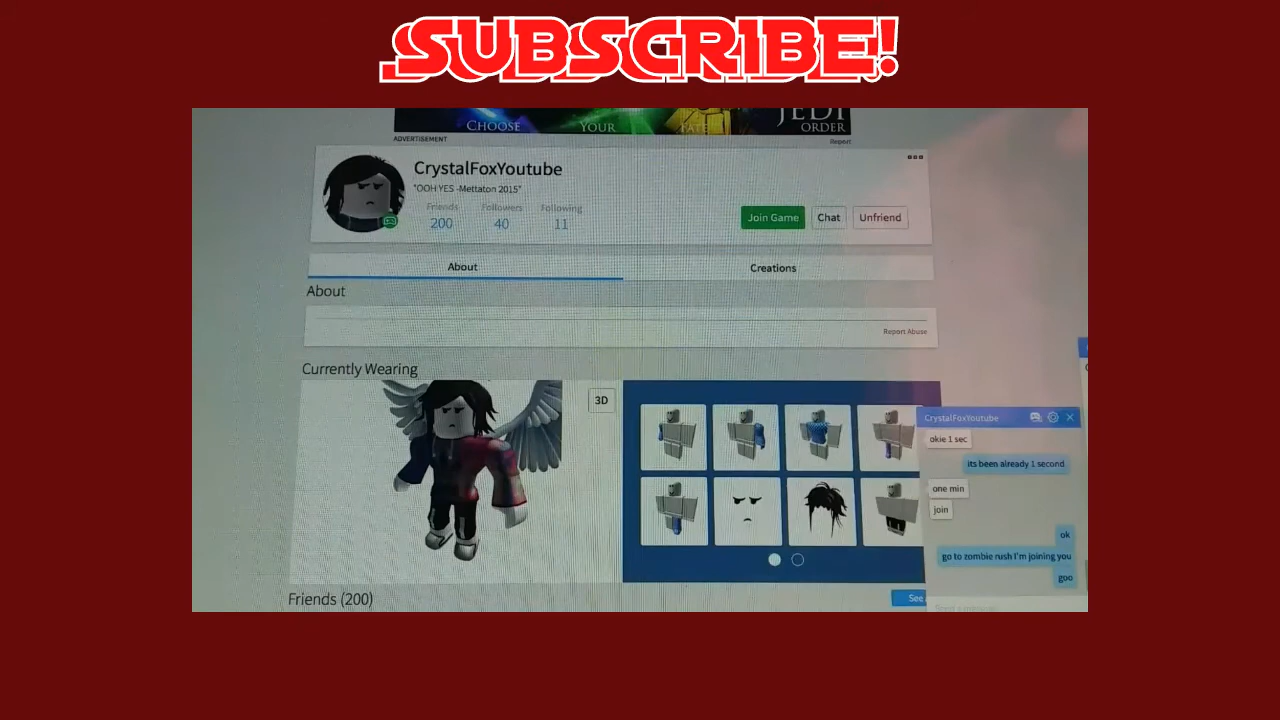 SUBSCRIBE!
CHOOSE YOUR FATE
JEDI
ORDER
ADVERTISEMENT
Report
CrystalFoxYoutube
"OOH YES -Mettaton 2015"
Friends Followers Following
200 40 11
Join Game Chat Unfriend
About Creations
About
Report Abuse
Currently Wearing
3D
CrystalFoxYoutube
okie 1 sec
its been already 1 second
one min
join
ok
go to zombie rush I'm joining you
goo
Friends (200)
See